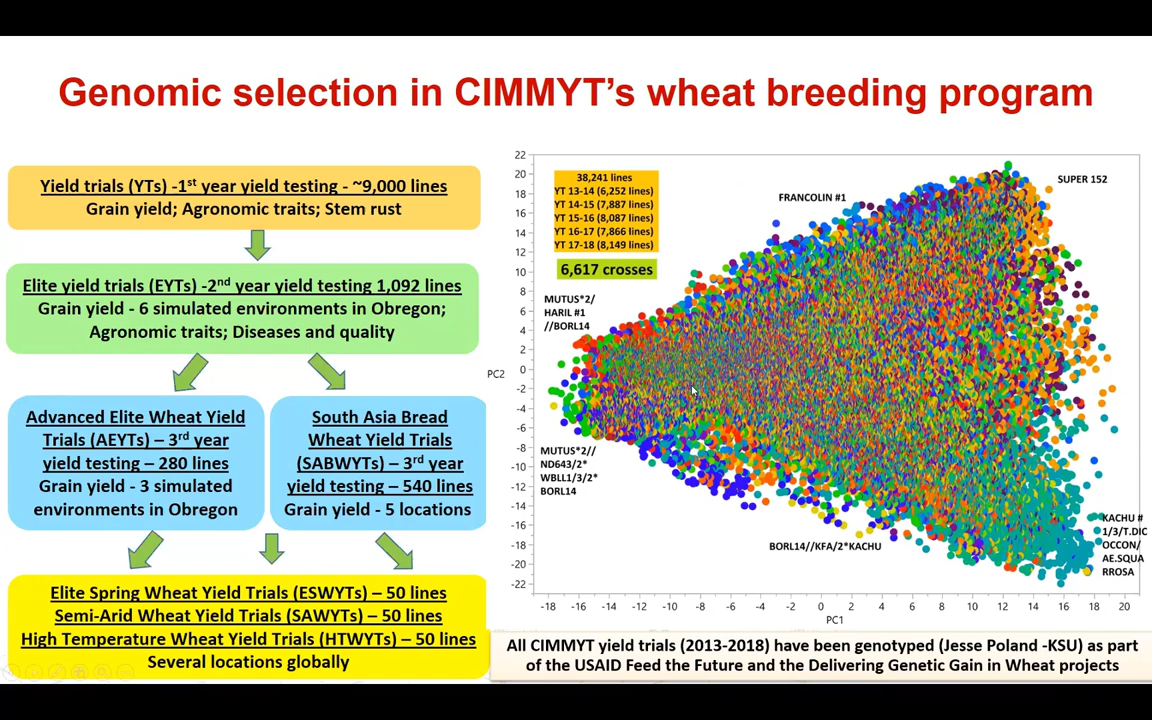 Genomic selection in CIMMYT's wheat breeding program
Yield trials (YTs) -1st year yield testing - ~9,000 lines
Grain yield; Agronomic traits; Stem rust
Elite yield trials (EYTs) -2nd year yield testing 1,092 lines
Grain yield - 6 simulated environments in Obregon;
Agronomic traits; Diseases and quality
Advanced Elite Wheat Yield
Trials (AEYTs) – 3rd year
yield testing – 280 lines
Grain yield - 3 simulated
environments in Obregon
South Asia Bread
Wheat Yield Trials
(SABWYTs) – 3rd year
yield testing – 540 lines
Grain yield - 5 locations
Elite Spring Wheat Yield Trials (ESWYTs) – 50 lines
Semi-Arid Wheat Yield Trials (SAWYTs) – 50 lines
High Temperature Wheat Yield Trials (HTWYTs) – 50 lines
Several locations globally
38,241 lines
YT 13-14 (6,252 lines)
YT 14-15 (7,887 lines)
YT 15-16 (8,087 lines)
YT 16-17 (7,866 lines)
YT 17-18 (8,149 lines)
6,617 crosses
FRANCOLIN #1
SUPER 152
MUTUS*2/
HARIL #1
//BORL14
MUTUS*2//
ND643/2*
WBLL1/3/2*
BORL14
BORL14//KFA/2*KACHU
KACHU #
1/3/T.DIC
OCCON/
AE.SQUA
RROSA
PC2
22
20
18
16
14
12
10
8
6
4
2
0
-2
-4
-6
-8
-10
-12
-14
-16
-18
-20
-22
-18 -16 -14 -12 -10 -8 -6 -4 -2 0 2 4 6 8 10 12 14 16 18 20
PC1
All CIMMYT yield trials (2013-2018) have been genotyped (Jesse Poland -KSU) as part
of the USAID Feed the Future and the Delivering Genetic Gain in Wheat projects